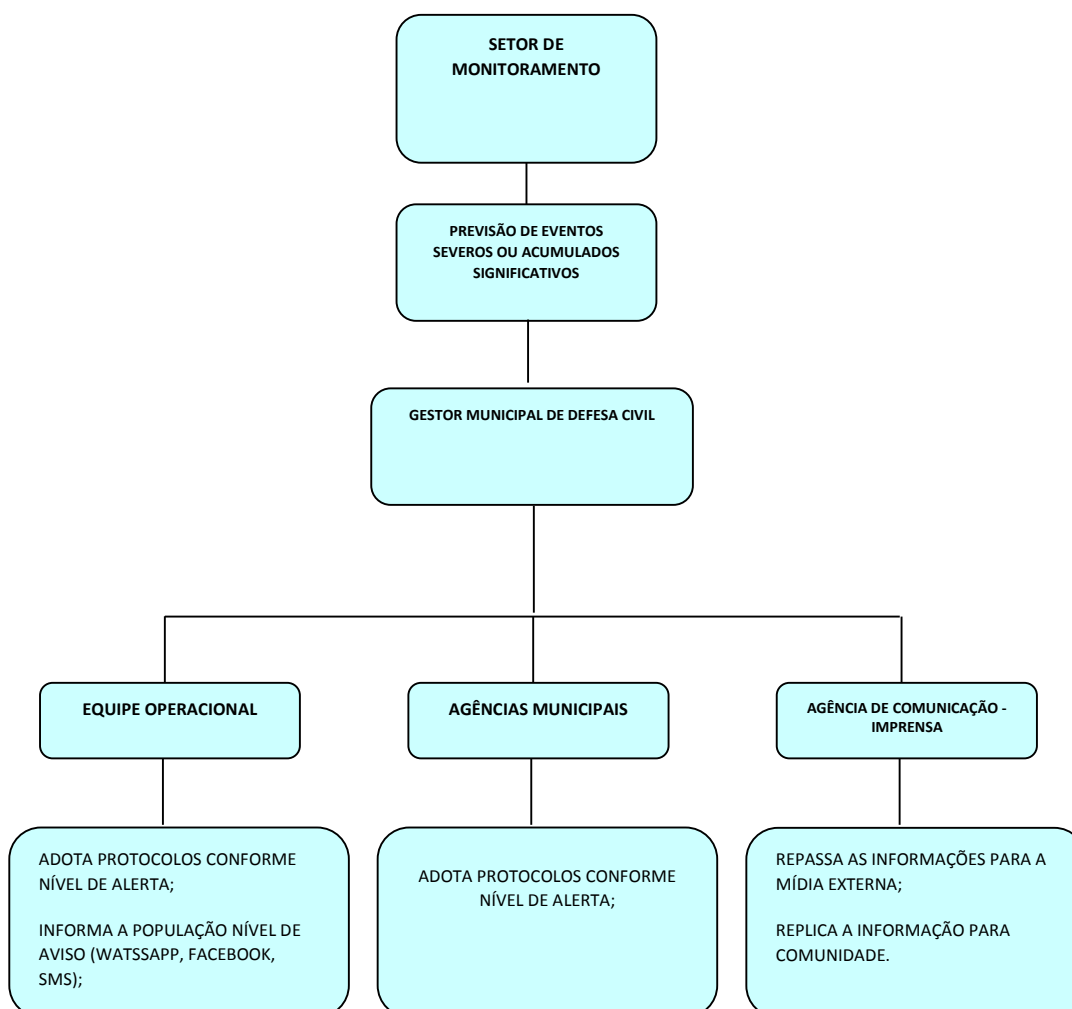 SETOR DE
MONITORAMENTO
PREVISÃO DE EVENTOS
SEVEROS OU ACUMULADOS
SIGNIFICATIVOS
GESTOR MUNICIPAL DE DEFESA CIVIL
EQUIPE OPERACIONAL
AGÊNCIAS MUNICIPAIS
AGÊNCIA DE COMUNICAÇÃO -
IMPRENSA
ADOTA PROTOCOLOS CONFORME
NÍVEL DE ALERTA;
INFORMA A POPULAÇÃO NÍVEL DE
AVISO (WATSSAPP, FACEBOOK,
SMS);
ADOTA PROTOCOLOS CONFORME
NÍVEL DE ALERTA;
REPASSA AS INFORMAÇÕES PARA A
MÍDIA EXTERNA;
REPLICA A INFORMAÇÃO PARA
COMUNIDADE.